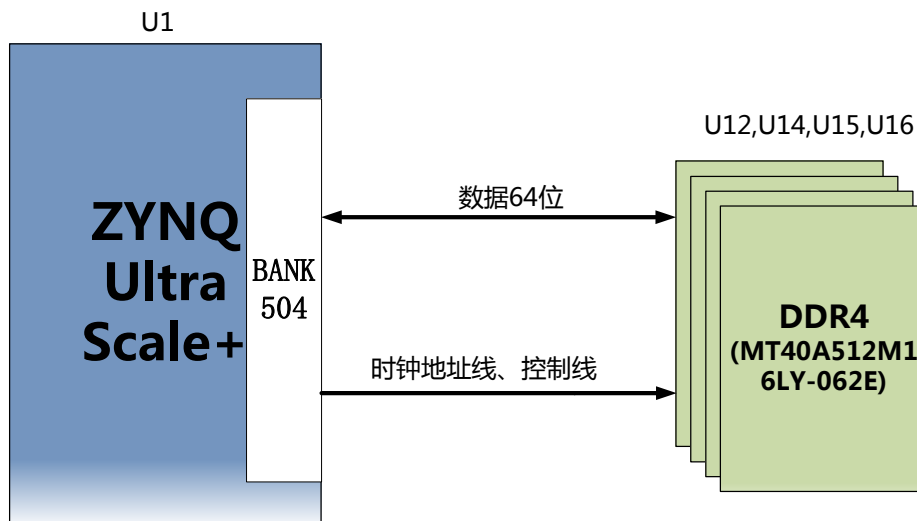 U1
U12,U14,U15,U16
数据64位
ZYNQ
Ultra
Scale+
BANK
504
时钟地址线、控制线
DDR4
(MT40A512M1
6LY-062E)